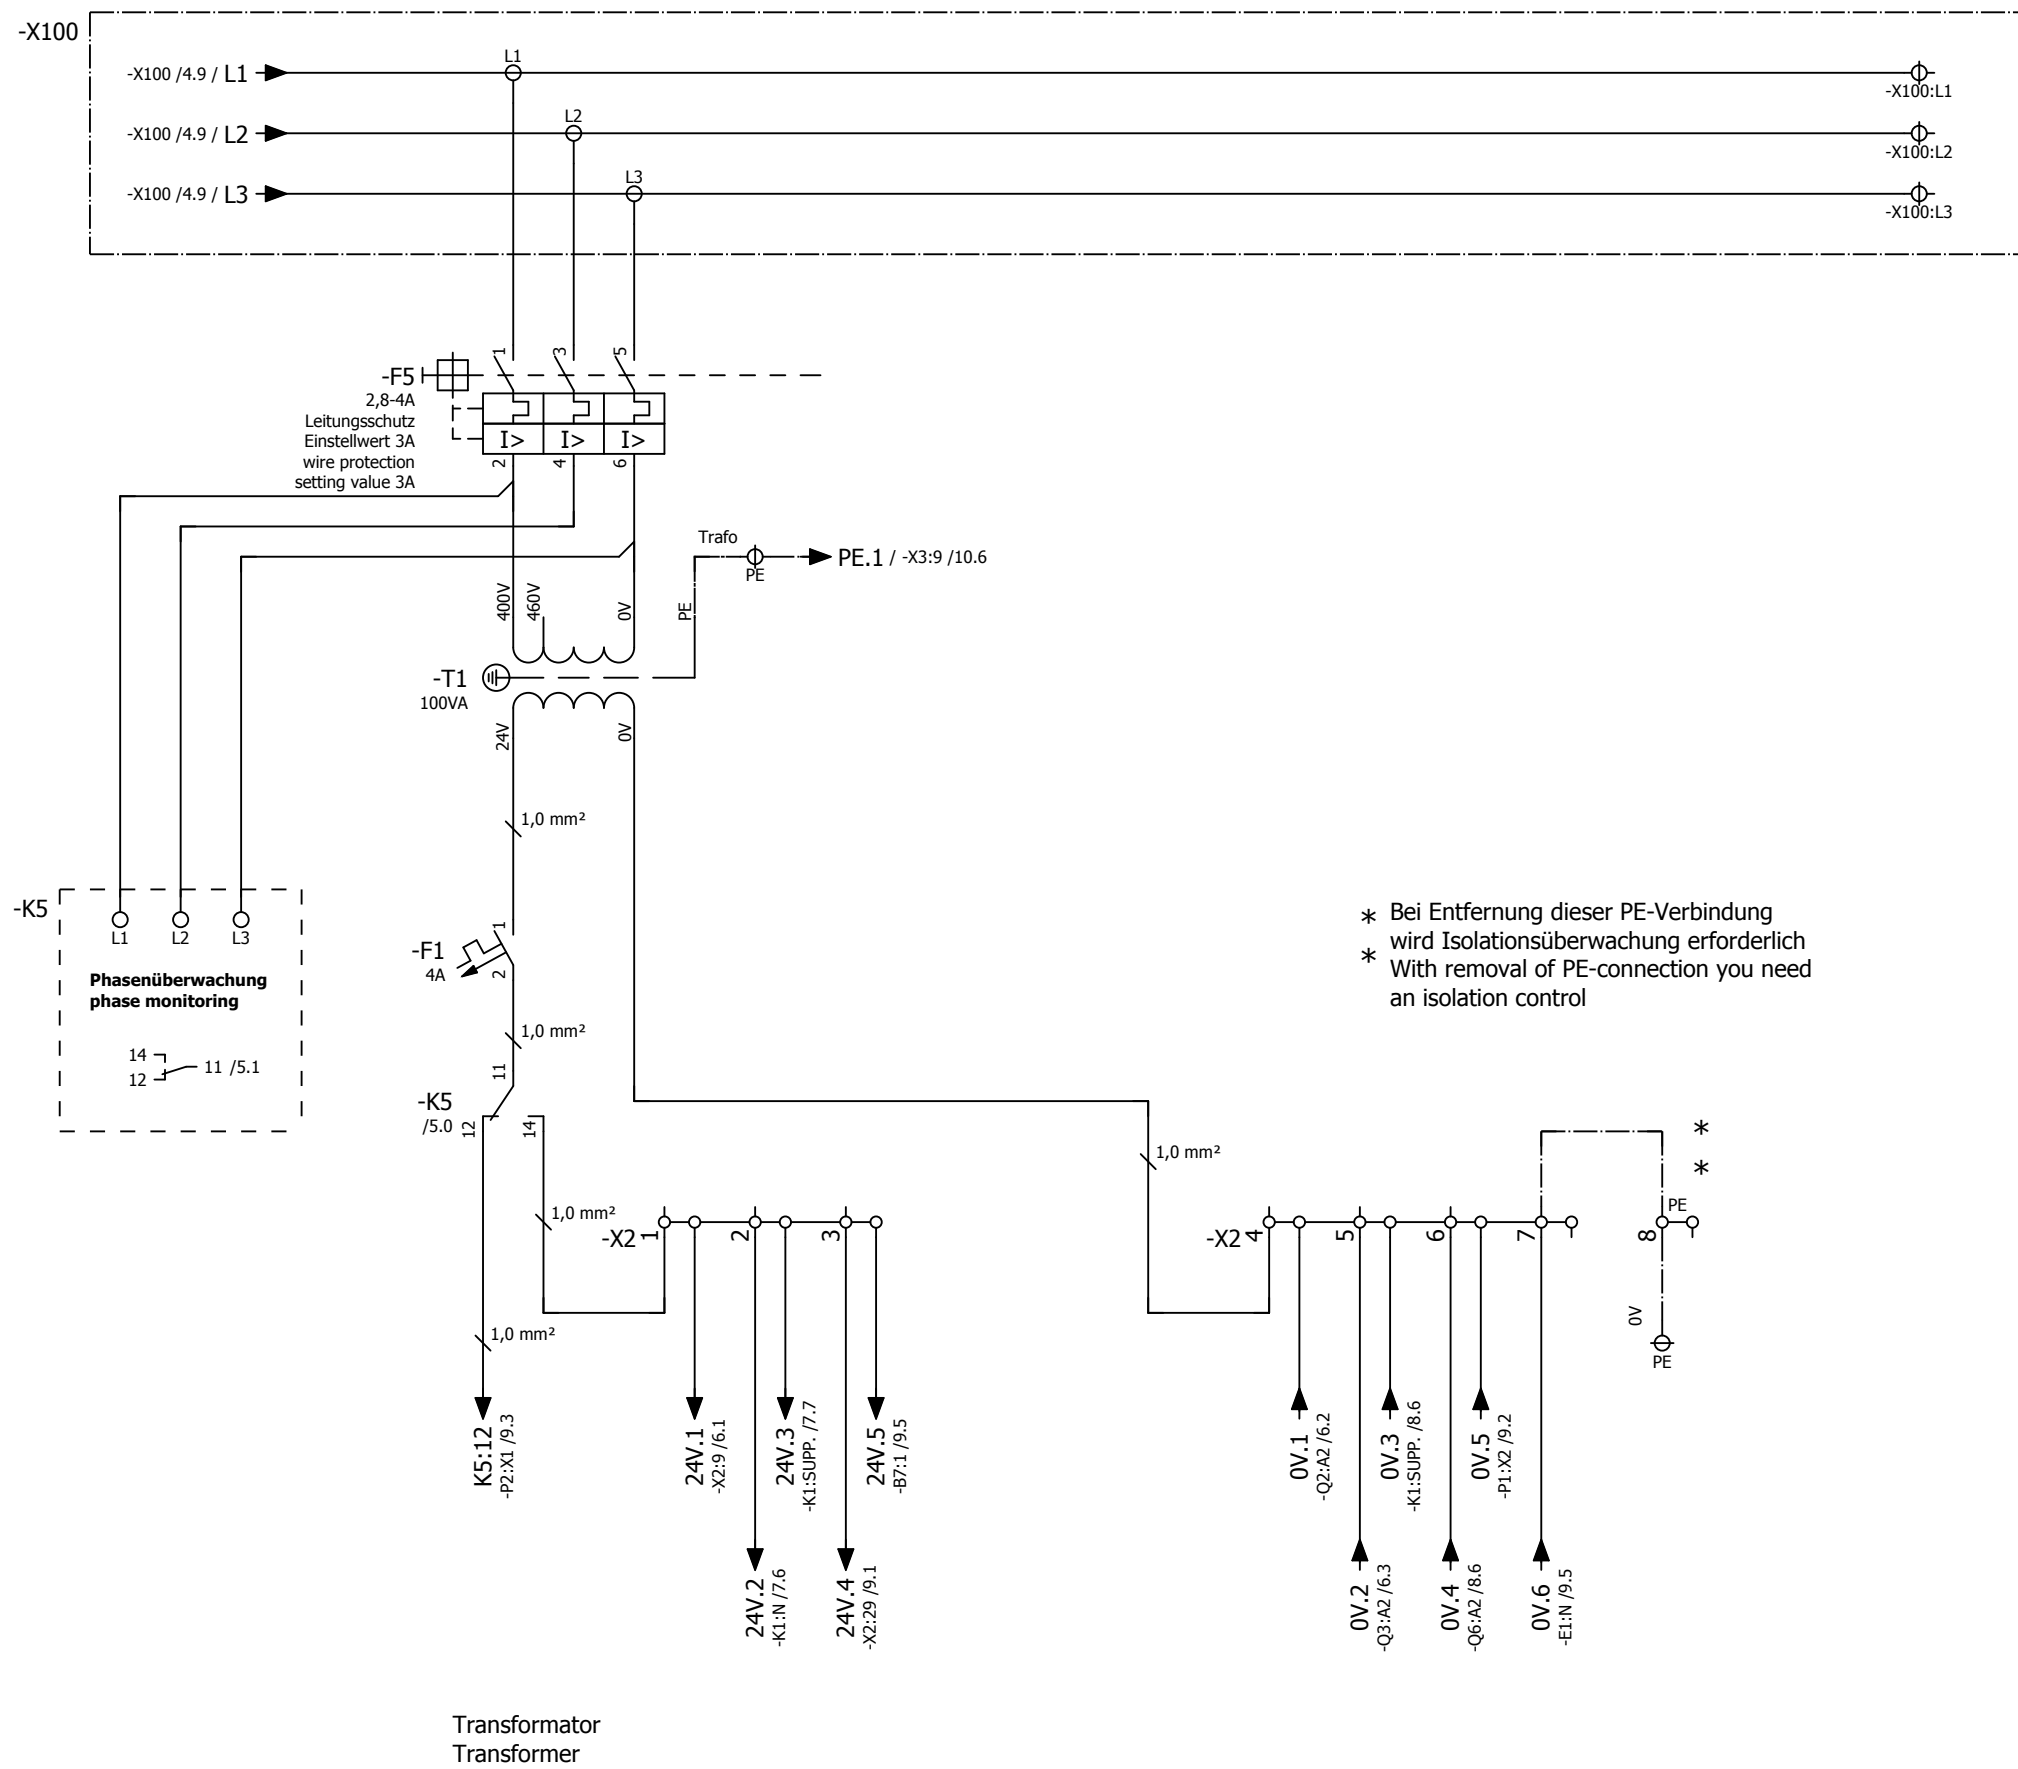 -X100
L1
-X100 /4.9 / L1
-X100:L1
L2
-X100 /4.9 / L2
-X100:L2
L3
-X100 /4.9 / L3
-X100:L3
1
3
5
-F5
2,8-4A
Leitungsschutz
Einstellwert 3A
wire protection
setting value 3A
I>
I>
I>
2
4
6
Trafo
PE
PE.1 / -X3:9 /10.6
400V
460V
0V
PE
-T1
100VA
24V
0V
1,0 mm²
-K5
L1
L2
L3
Phasenüberwachung
phase monitoring
14
12
11 /5.1
-F1
4A
1
2
1,0 mm²
* Bei Entfernung dieser PE-Verbindung
wird Isolationsüberwachung erforderlich
* With removal of PE-connection you need
an isolation control
11
-K5
/5.0
12
14
1,0 mm²
1,0 mm²
1,0 mm²
*
*
-X2
1
2
3
-X2
4
5
6
7
8
PE
0V
PE
K5:12
-P2:X1 /9.3
24V.1
-X2:9 /6.1
24V.2
-K1:N /7.6
24V.3
-K1:SUPP. /7.7
24V.4
-X2:29 /9.1
24V.5
-B7:1 /9.5
0V.1
-Q2:A2 /6.2
0V.2
-Q3:A2 /6.3
0V.3
-K1:SUPP. /8.6
0V.4
-Q6:A2 /8.6
0V.5
-P1:X2 /9.2
0V.6
-E1:N /9.5
Transformator
Transformer